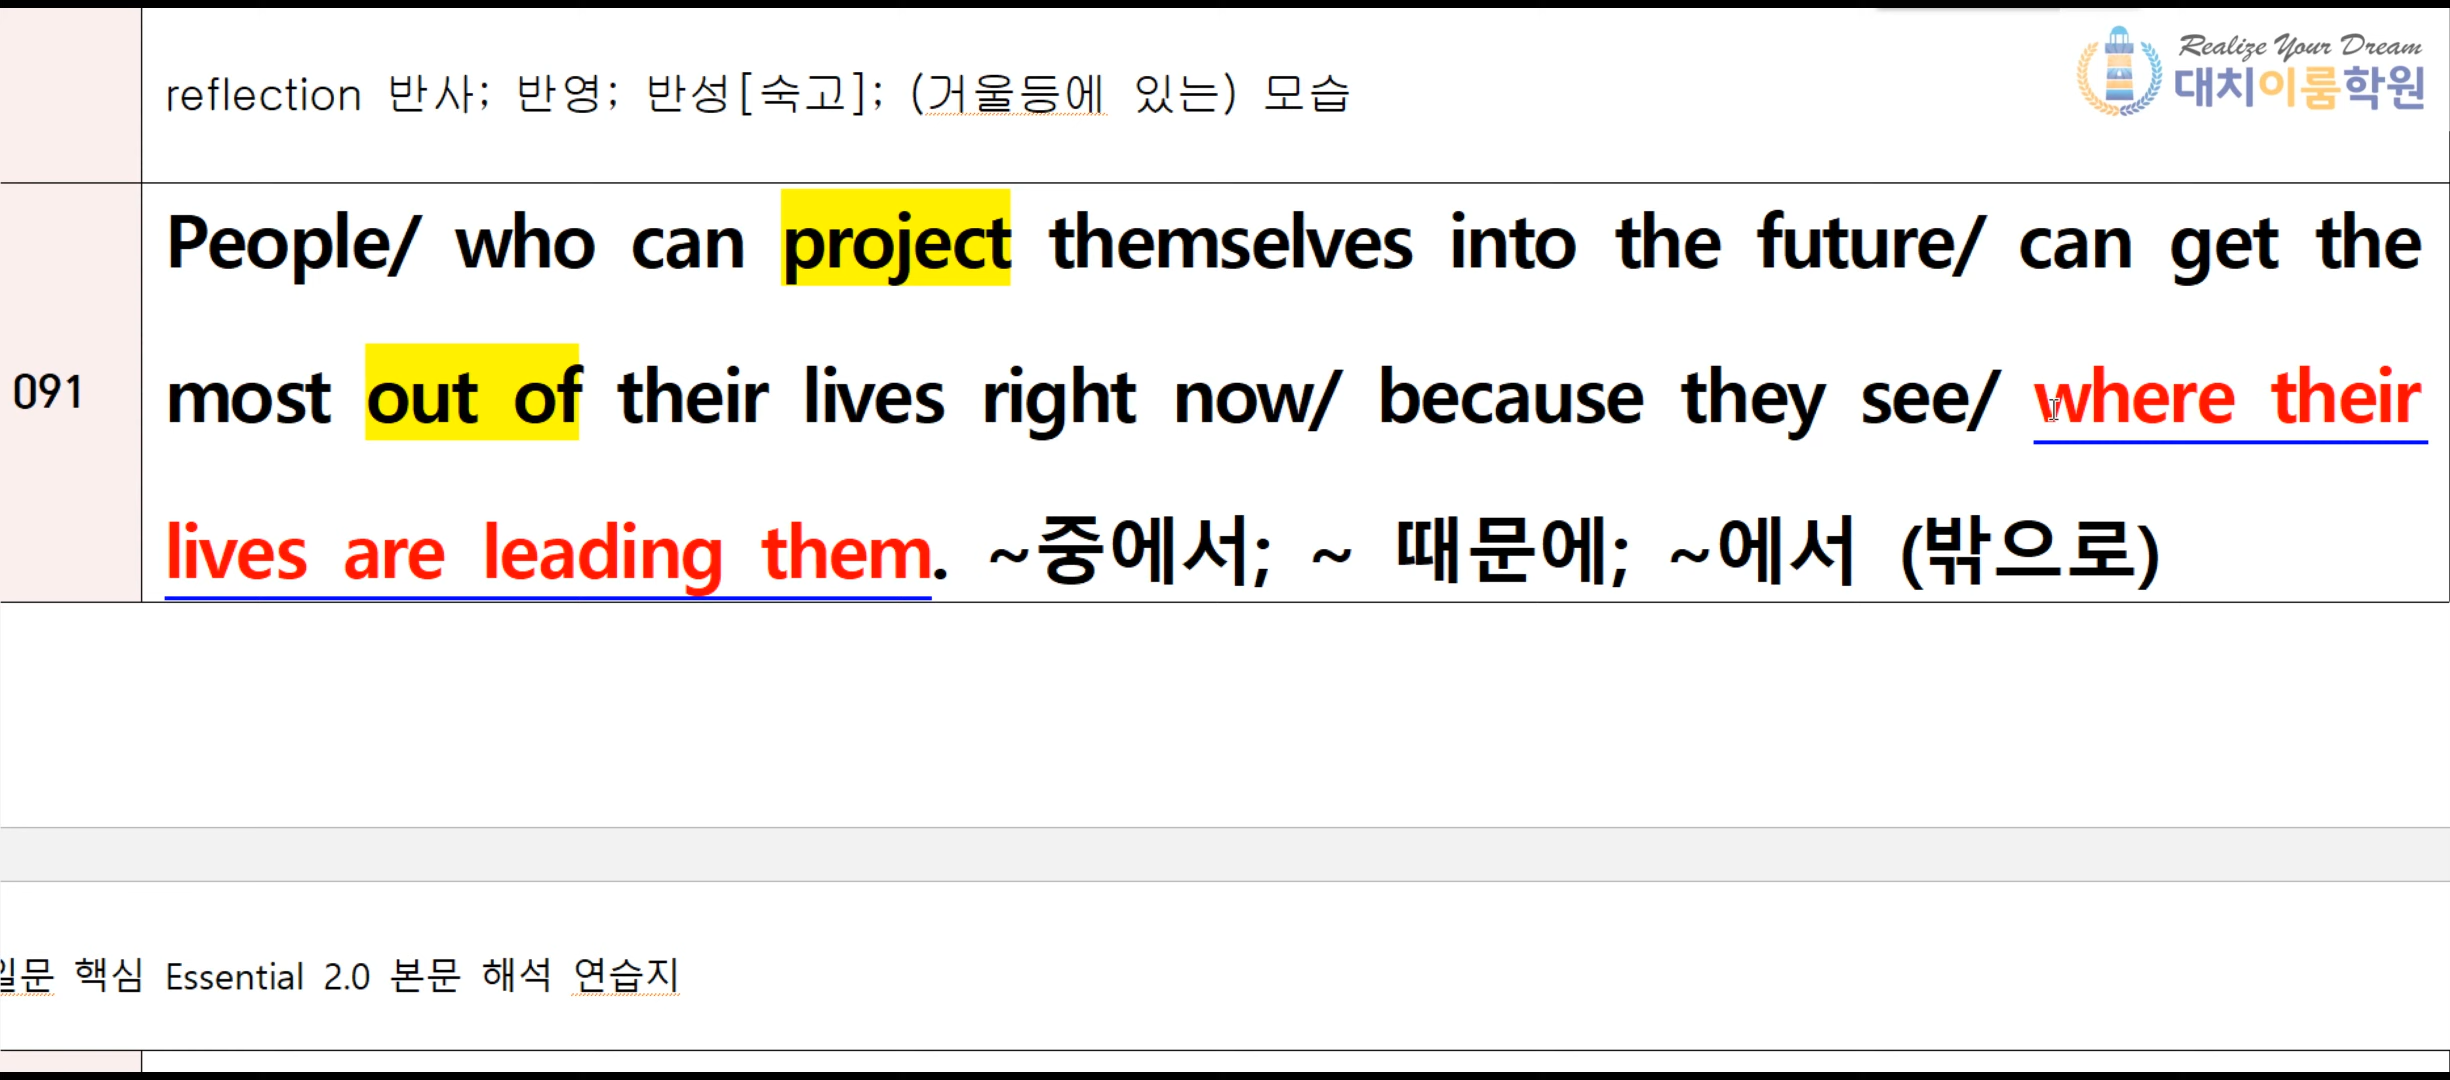 Realize Your Dream
대치이룸학원
reflection 반사; 반영; 반성[숙고]; (거울등에 있는) 모습
091
People/ who can project themselves into the future/ can get the
most out of their lives right now/ because they see/ where their
lives are leading them. ~중에서; ~ 때문에; ~에서 (밖으로)
핵심 Essential 2.0 본문 해석 연습지